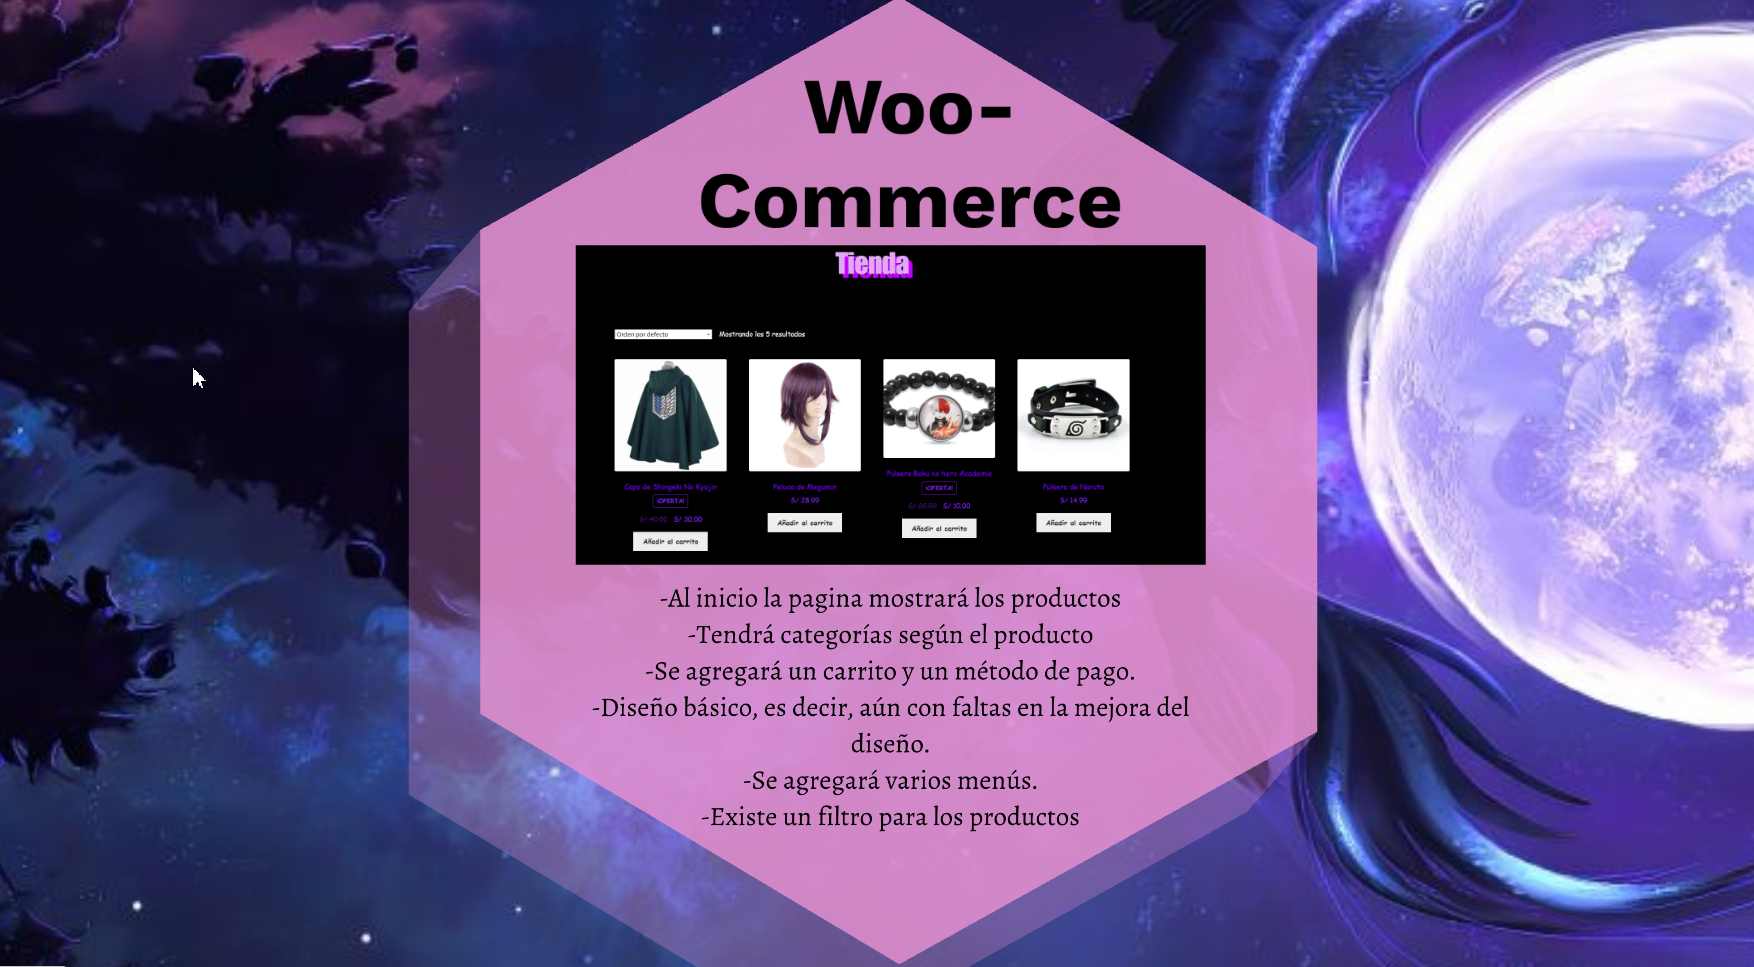 Woo-
Commerce
Tienda
Orden por defecto
Mostrando los 5 resultados
Capa de Shingeki No Kyojin
¡OFERTA!
S/ 40.00 S/ 30.00
Añadir al carrito
Peluca de Megumin
S/ 28.99
Añadir al carrito
Pulsera Boku no hero Academia
¡OFERTA!
S/ 20.00 S/ 10.00
Añadir al carrito
Pulsera de Naruto
S/ 14.99
Añadir al carrito
-Al inicio la pagina mostrará los productos
-Tendrá categorías según el producto
-Se agregará un carrito y un método de pago.
-Diseño básico, es decir, aún con faltas en la mejora del
diseño.
-Se agregará varios menús.
-Existe un filtro para los productos